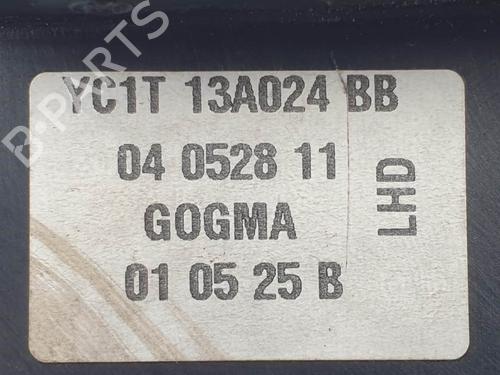 YC1T 13A024 BB
04 0528 11
GOGMA
01 05 25 B
LHD
B-PARTS